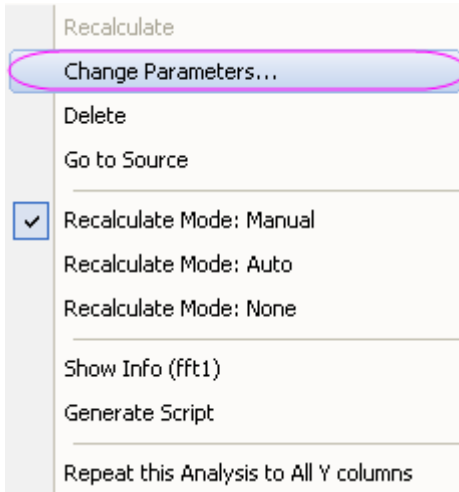 Recalculate
Change Parameters...
Delete
Go to Source
Recalculate Mode: Manual
Recalculate Mode: Auto
Recalculate Mode: None
Show Info (fft1)
Generate Script
Repeat this Analysis to All Y columns